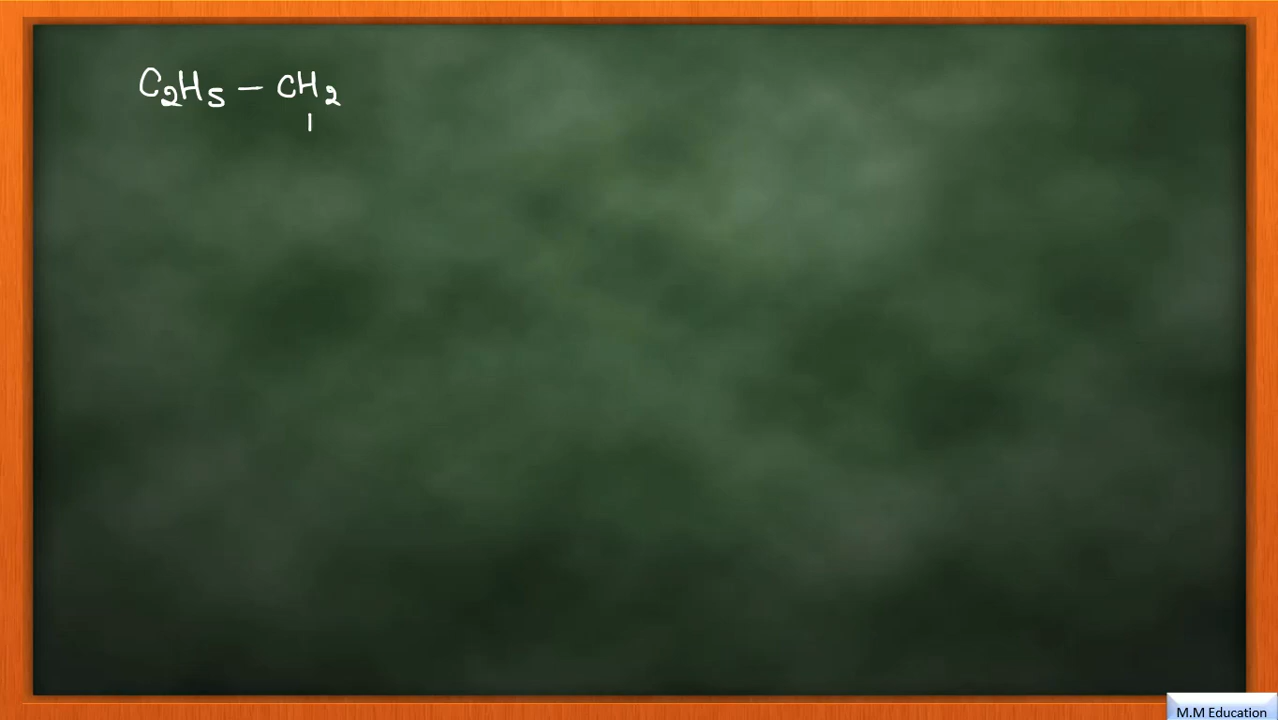 C₂H₅ – CH₂
|
M.M Education